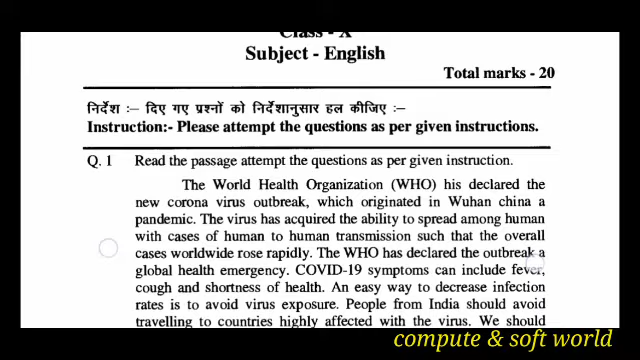 Class - X
Subject - English
Total marks - 20
निर्देश :- दिए गए प्रश्नों को निर्देशानुसार हल कीजिए :-
Instruction:- Please attempt the questions as per given instructions.
Q. 1 Read the passage attempt the questions as per given instruction.
The World Health Organization (WHO) his declared the
new corona virus outbreak, which originated in Wuhan china a
pandemic. The virus has acquired the ability to spread among human
with cases of human to human transmission such that the overall
cases worldwide rose rapidly. The WHO has declared the outbreak a
global health emergency. COVID-19 symptoms can include fever,
cough and shortness of health. An easy way to decrease infection
rates is to avoid virus exposure. People from India should avoid
travelling to countries highly affected with the virus. We should
compute & soft world